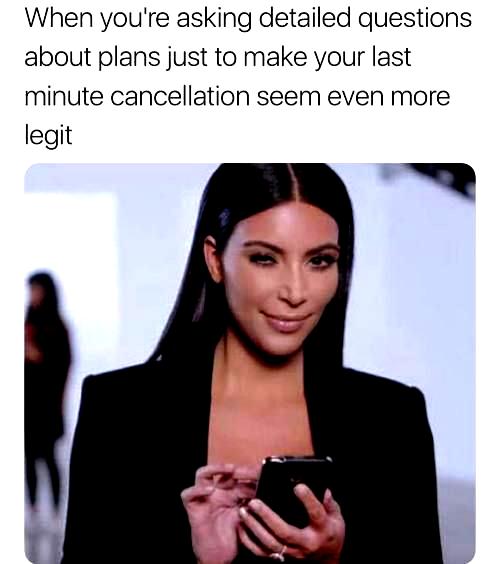 When you're asking detailed questions
about plans just to make your last
minute cancellation seem even more
legit